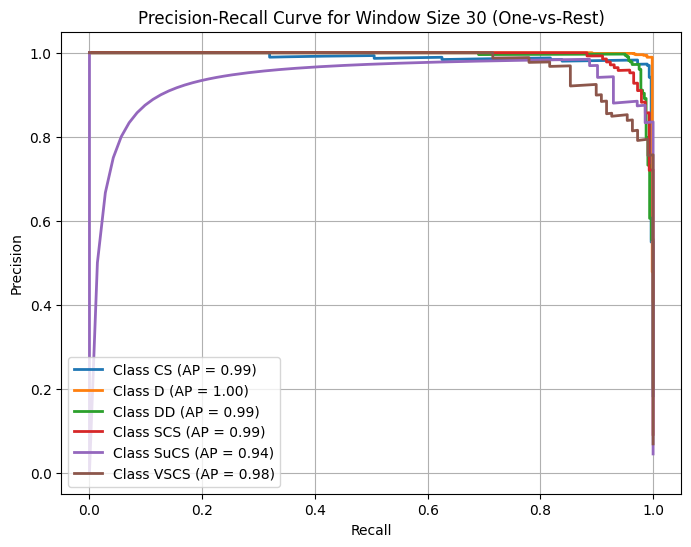 Precision-Recall Curve for Window Size 30 (One-vs-Rest)
Precision
1.0
0.8
0.6
0.4
0.2
0.0
Class CS (AP = 0.99)
Class D (AP = 1.00)
Class DD (AP = 0.99)
Class SCS (AP = 0.99)
Class SuCS (AP = 0.94)
Class VSCS (AP = 0.98)
0.0 0.2 0.4 0.6 0.8 1.0
Recall